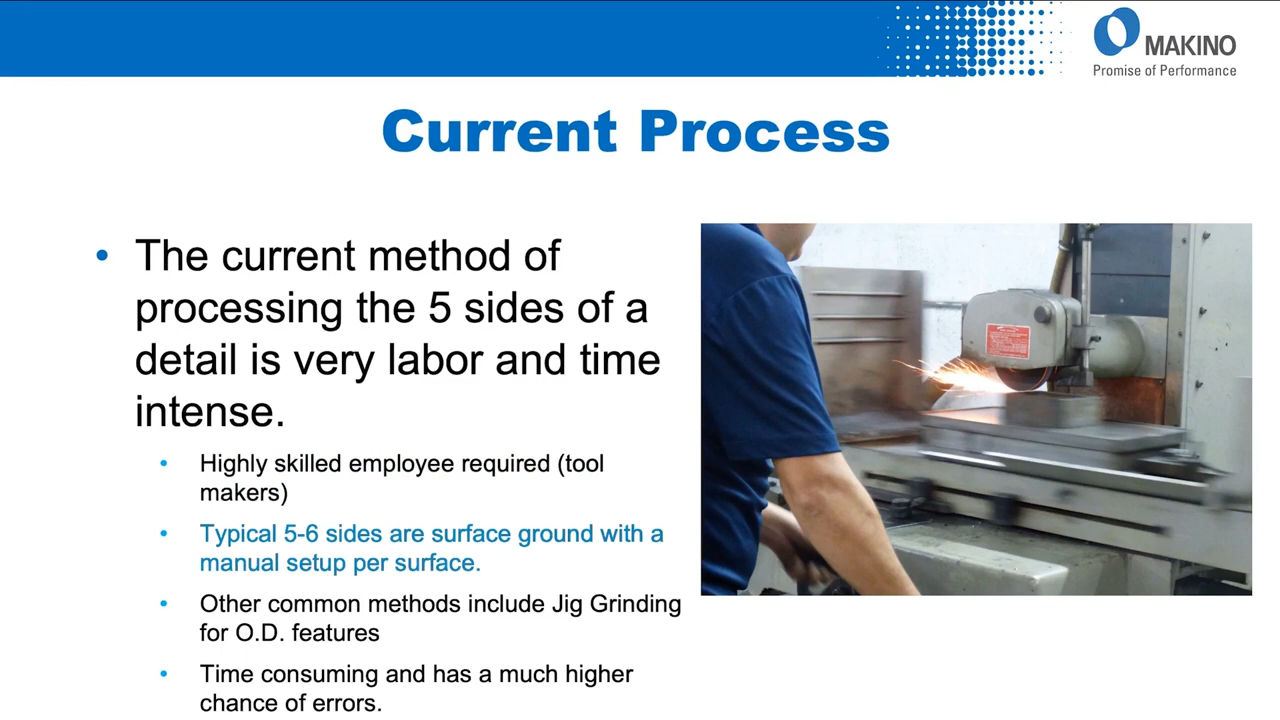 MAKINO
Promise of Performance
Current Process
The current method of
processing the 5 sides of a
detail is very labor and time
intense.
Highly skilled employee required (tool
makers)
Typical 5-6 sides are surface ground with a
manual setup per surface.
Other common methods include Jig Grinding
for O.D. features
Time consuming and has a much higher
chance of errors.